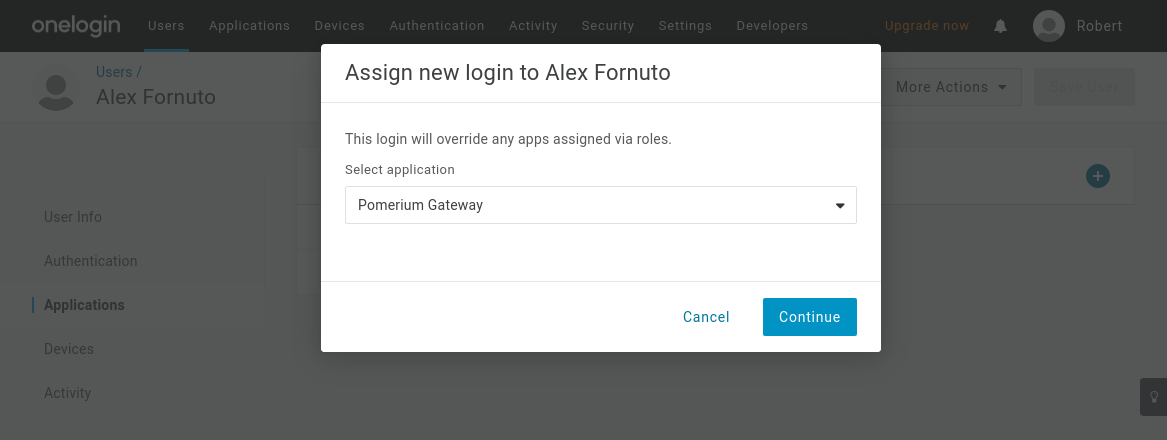 onelogin Users Applications Devices Authentication Activity Security Settings Developers Upgrade now Robert
Users /
Alex Fornuto
More Actions
Save User
Assign new login to Alex Fornuto
This login will override any apps assigned via roles.
Select application
Pomerium Gateway
Cancel Continue
User Info
Authentication
Applications
Devices
Activity